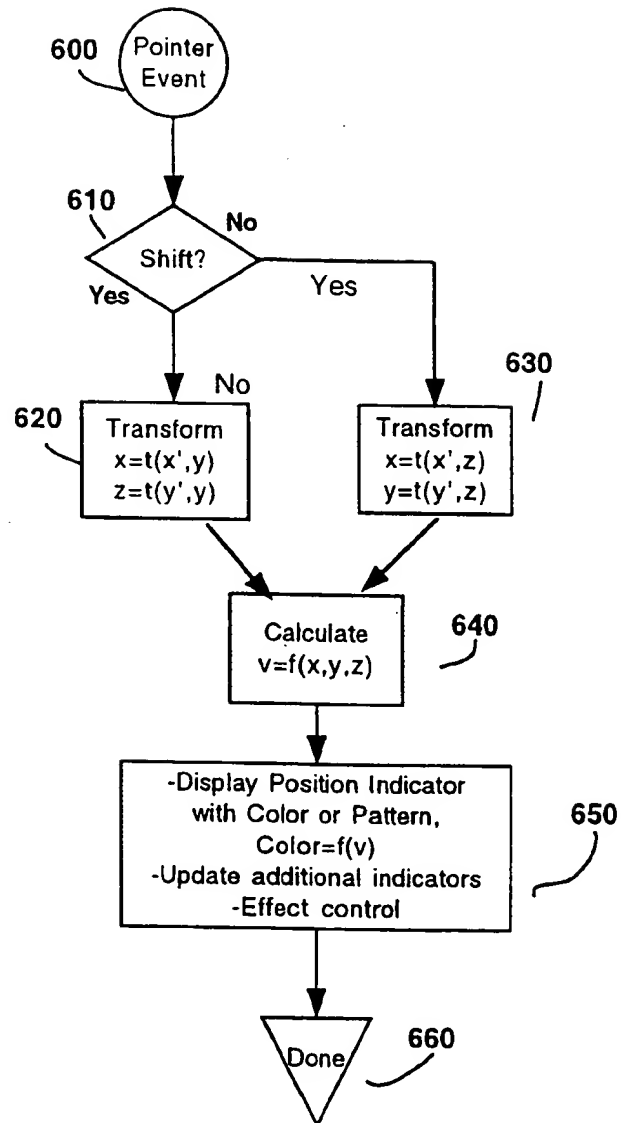 600
Pointer
Event
610
No
Shift?
Yes
Yes
No
620
Transform
x=t(x',y)
z=t(y',y)
630
Transform
x=t(x',z)
y=t(y',z)
Calculate
v=f(x,y,z)
640
-Display Position Indicator
with Color or Pattern,
Color=f(v)
-Update additional indicators
-Effect control
650
Done
660